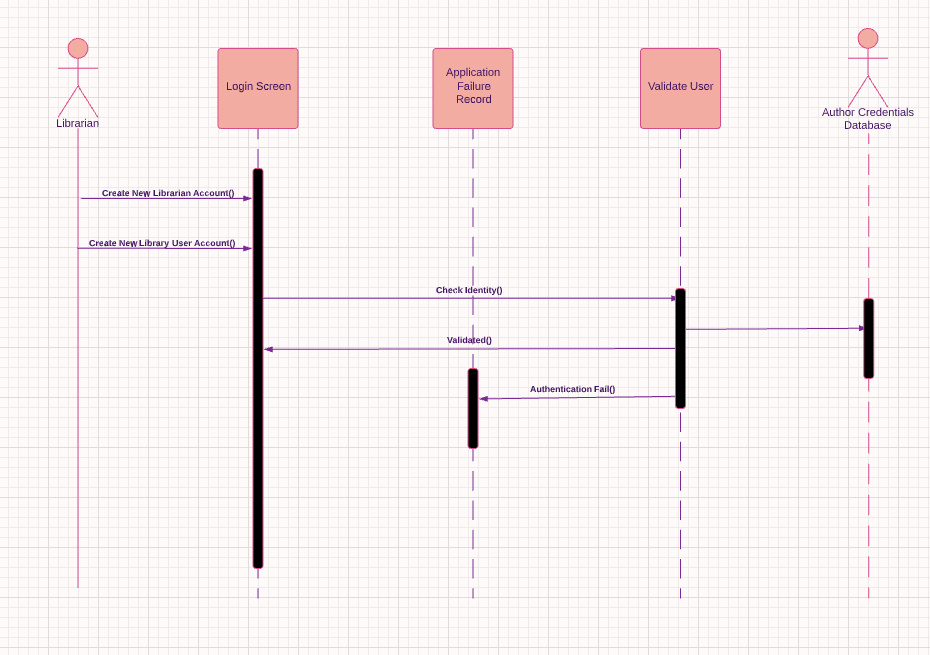 Librarian
Login Screen
Application
Failure
Record
Validate User
Author Credentials
Database
Create New Librarian Account()
Create New Library User Account()
Check Identity()
Validated()
Authentication Fail()